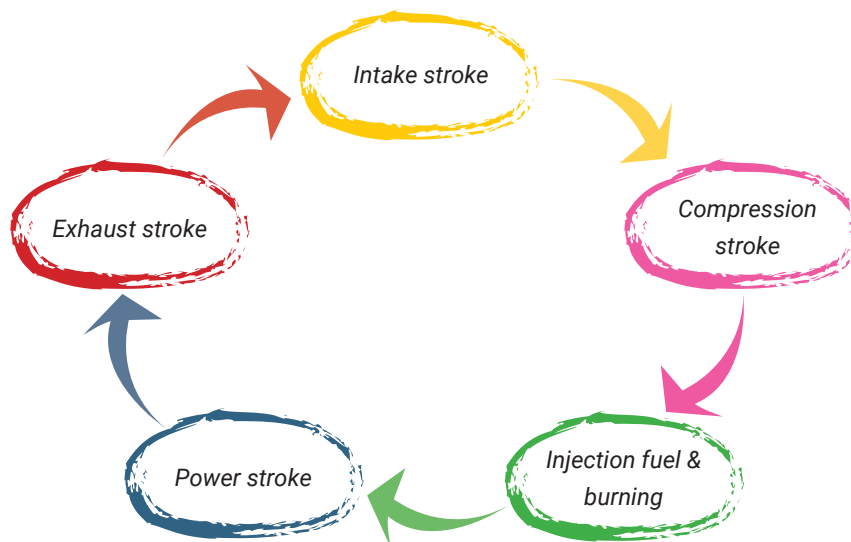 Intake stroke
Compression
stroke
Injection fuel &
burning
Power stroke
Exhaust stroke